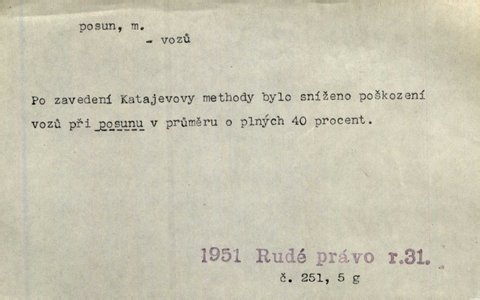 posun, m.
- vozů
Po zavedení Katajevovy methody bylo sníženo poškození
vozů při posunu v průměru o plných 40 procent.
1951 Rudé právo r.31.
č. 251, 5 g